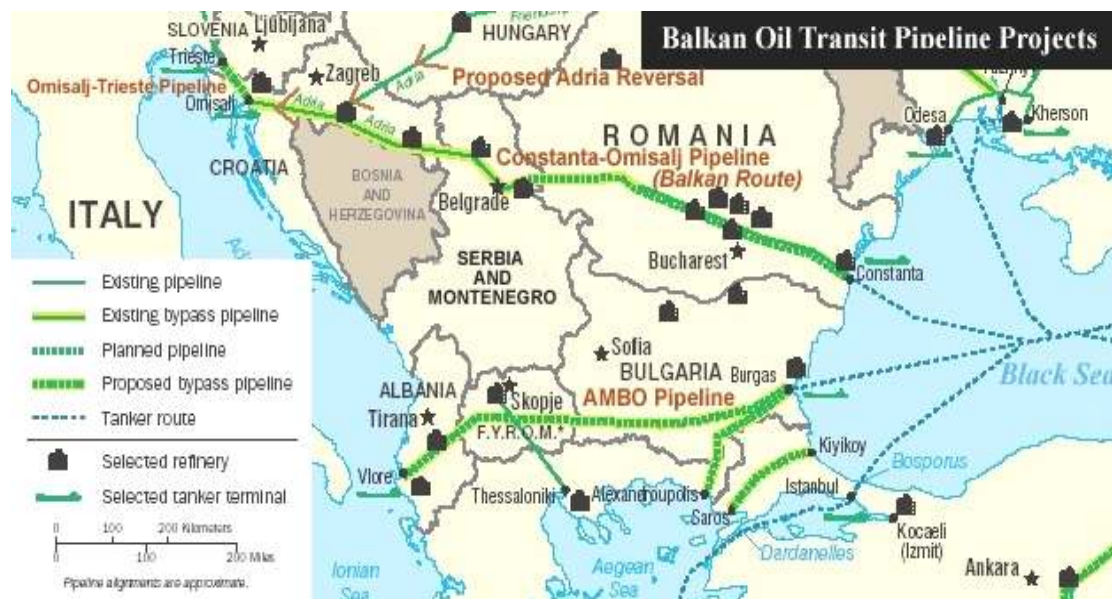 Balkan Oil Transit Pipeline Projects
SLOVENIA
Ljubljana
HUNGARY
Friendship
Trieste
Zagreb
Adria
Proposed Adria Reversal
Omisalj-Trieste Pipeline
Omisalj
Adria
Adria
Odesa
Kherson
ROMANIA
CROATIA
Constanta-Omisalj Pipeline
(Balkan Route)
BOSNIA
AND
HERZEGOVINA
Belgrade
ITALY
SERBIA
AND
MONTENEGRO
Bucharest
Constanta
Existing pipeline
Existing bypass pipeline
Planned pipeline
Proposed bypass pipeline
Tanker route
Selected refinery
Selected tanker terminal
0 100 200 Kilometers
0 100 200 Miles
Pipeline alignments are approximate.
Sofia
BULGARIA
Burgas
Black Sea
ALBANIA
Skopje
AMBO Pipeline
Tirana
F.Y.R.O.M.*
Kiyikoy
Bosporus
Vlore
Thessaloniki
Alexandroupolis
Istanbul
Saros
Kocaeli
(Izmit)
Dardanelles
Ionian
Sea
Aegean
Sea
Ankara